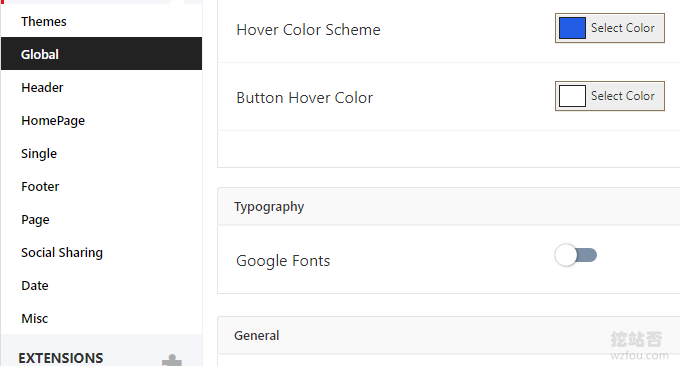 Themes
Global
Header
HomePage
Single
Footer
Page
Social Sharing
Date
Misc
EXTENSIONS
Hover Color Scheme
Select Color
Button Hover Color
Select Color
Typography
Google Fonts
General
挖站否
wzfou.com